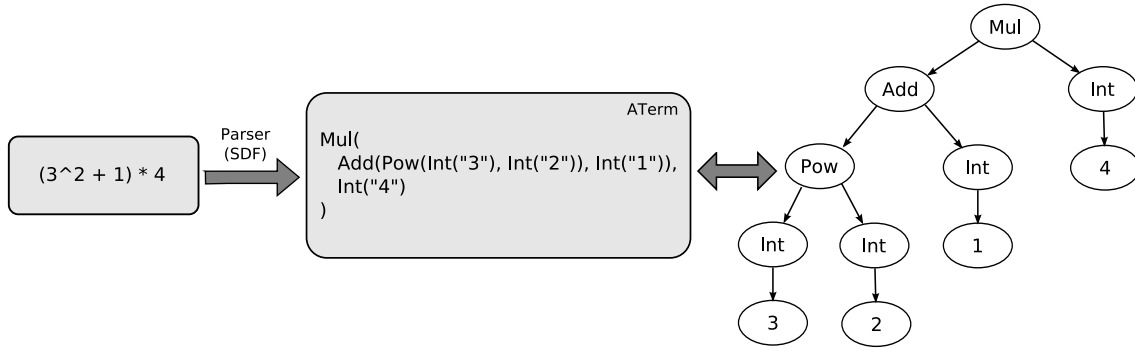 (3^2 + 1) * 4
Parser
(SDF)
ATerm
Mul(
Add(Pow(Int("3"), Int("2")), Int("1")),
Int("4")
)
Mul
Add
Int
Pow
Int
4
Int
Int
1
3
2